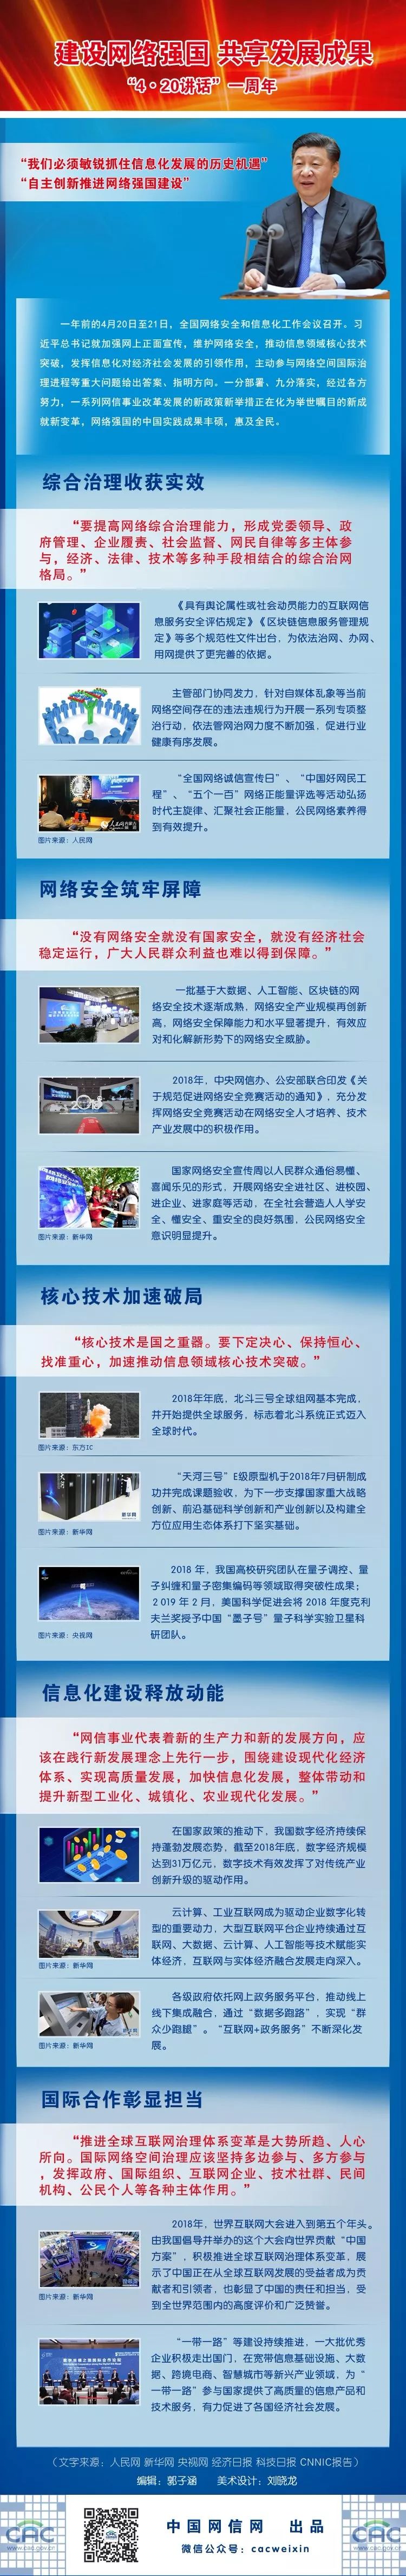 建设网络强国 共享发展成果
“4·20讲话”一周年
“我们必须敏锐抓住信息化发展的历史机遇”
“自主创新推进网络强国建设”
一年前的4月20日至21日，全国网络安全和信息化工作会议召开。习
近平总书记就加强网上正面宣传，维护网络安全，推动信息领域核心技术
突破，发挥信息化对经济社会发展的引领作用，主动参与网络空间国际治
理进程等重大问题给出答案、指明方向。一分部署、九分落实，经过各方
努力，一系列网信事业改革发展的新政策新举措正在化为举世瞩目的新成
就新变革，网络强国的中国实践成果丰硕，惠及全民。
综合治理收获实效
“要提高网络综合治理能力，形成党委领导、政
府管理、企业履责、社会监督、网民自律等多主体参
与，经济、法律、技术等多种手段相结合的综合治网
格局。”
《具有舆论属性或社会动员能力的互联网信
息服务安全评估规定》《区块链信息服务管理规
定》等多个规范性文件出台，为依法治网、办网、
用网提供了更完善的依据。
主管部门协同发力，针对自媒体乱象等当前
网络空间存在的违法违规行为开展一系列专项整
治行动，依法管网治网力度不断加强，促进行业
健康有序发展。
“全国网络诚信宣传日”、“中国好网民工
程”、“五个一百”网络正能量评选等活动弘扬
时代主旋律、汇聚社会正能量，公民网络素养得
到有效提升。
图片来源：人民网
网络安全筑牢屏障
“没有网络安全就没有国家安全，就没有经济社会
稳定运行，广大人民群众利益也难以得到保障。”
一批基于大数据、人工智能、区块链的网
络安全技术逐渐成熟，网络安全产业规模再创新
高，网络安全保障能力和水平显著提升，有效应
对和化解新形势下的网络安全威胁。
2018年，中央网信办、公安部联合印发《关
于规范促进网络安全竞赛活动的通知》，充分发
挥网络安全竞赛活动在网络安全人才培养、技术
产业发展中的积极作用。
国家网络安全宣传周以人民群众通俗易懂、
喜闻乐见的形式，开展网络安全进社区、进校园、
进企业、进家庭等活动，在全社会营造人人学安
全、懂安全、重安全的良好氛围，公民网络安全
意识明显提升。
图片来源：新华网
核心技术加速破局
“核心技术是国之重器。要下定决心、保持恒心、
找准重心，加速推动信息领域核心技术突破。”
2018年年底，北斗三号全球组网基本完成，
并开始提供全球服务，标志着北斗系统正式迈入
全球时代。
图片来源：东方IC
“天河三号”E级原型机于2018年7月研制成
功并完成课题验收，为下一步支撑国家重大战略
创新、前沿基础科学创新和产业创新以及构建全
方位应用生态体系打下坚实基础。
图片来源：新华网
2018 年，我国高校研究团队在量子调控、量
子纠缠和量子密集编码等领域取得突破性成果；
2019 年 2 月，美国科学促进会将 2018 年度克利
夫兰奖授予中国“墨子号”量子科学实验卫星科
研团队。
图片来源：央视网
信息化建设释放动能
“网信事业代表着新的生产力和新的发展方向，应
该在践行新发展理念上先行一步，围绕建设现代化经济
体系、实现高质量发展，加快信息化发展，整体带动和
提升新型工业化、城镇化、农业现代化发展。”
在国家政策的推动下，我国数字经济持续保
持蓬勃发展态势，截至2018年底，数字经济规模
达到31万亿元，数字技术有效发挥了对传统产业
创新升级的驱动作用。
云计算、工业互联网成为驱动企业数字化转
型的重要动力，大型互联网平台企业持续通过互
联网、大数据、云计算、人工智能等技术赋能实
体经济，互联网与实体经济融合发展走向深入。
图片来源：新华网
各级政府依托网上政务服务平台，推动线上
线下集成融合，通过“数据多跑路”，实现“群
众少跑腿”。“互联网+政务服务”不断深化发
展。
图片来源：新华网
国际合作彰显担当
“推进全球互联网治理体系变革是大势所趋、人心
所向。国际网络空间治理应该坚持多边参与、多方参与
，发挥政府、国际组织、互联网企业、技术社群、民间
机构、公民个人等各种主体作用。”
2018年，世界互联网大会进入到第五个年头。
由我国倡导并举办的这个大会向世界贡献“中国
方案”，积极推进全球互联网治理体系变革，展
示了中国正在从全球互联网发展的受益者成为贡
献者和引领者，也彰显了中国的责任和担当，受
到全世界范围内的高度评价和广泛赞誉。
图片来源：新华网
“一带一路”等建设持续推进，一大批优秀
企业积极走出国门，在宽带信息基础设施、大数
据、跨境电商、智慧城市等新兴产业领域，为“
一带一路”参与国家提供了高质量的信息产品和
技术服务，有力促进了各国经济社会发展。
（文字来源：人民网 新华网 央视网 经济日报 科技日报 CNNIC报告）
编辑：郭子涵 美术设计：刘晓龙
CAC
www.cac.gov.cn
中国网信网 出品
微信公众号：cacweixin
CAC
www.cac.gov.cn